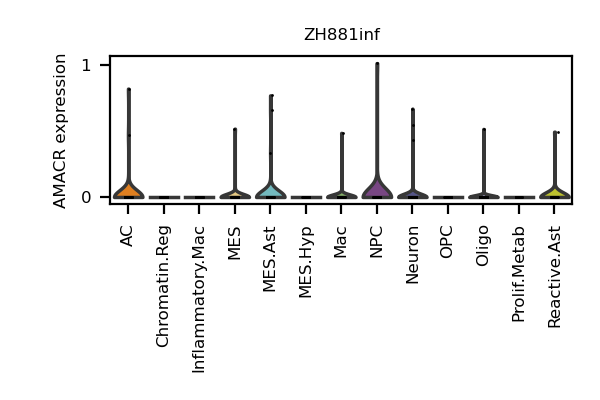 ZH881inf
AMACR expression
1
0
AC
Chromatin.Reg
Inflammatory.Mac
MES
MES.Ast
MES.Hyp
Mac
NPC
Neuron
OPC
Oligo
Prolif.Metab
Reactive.Ast